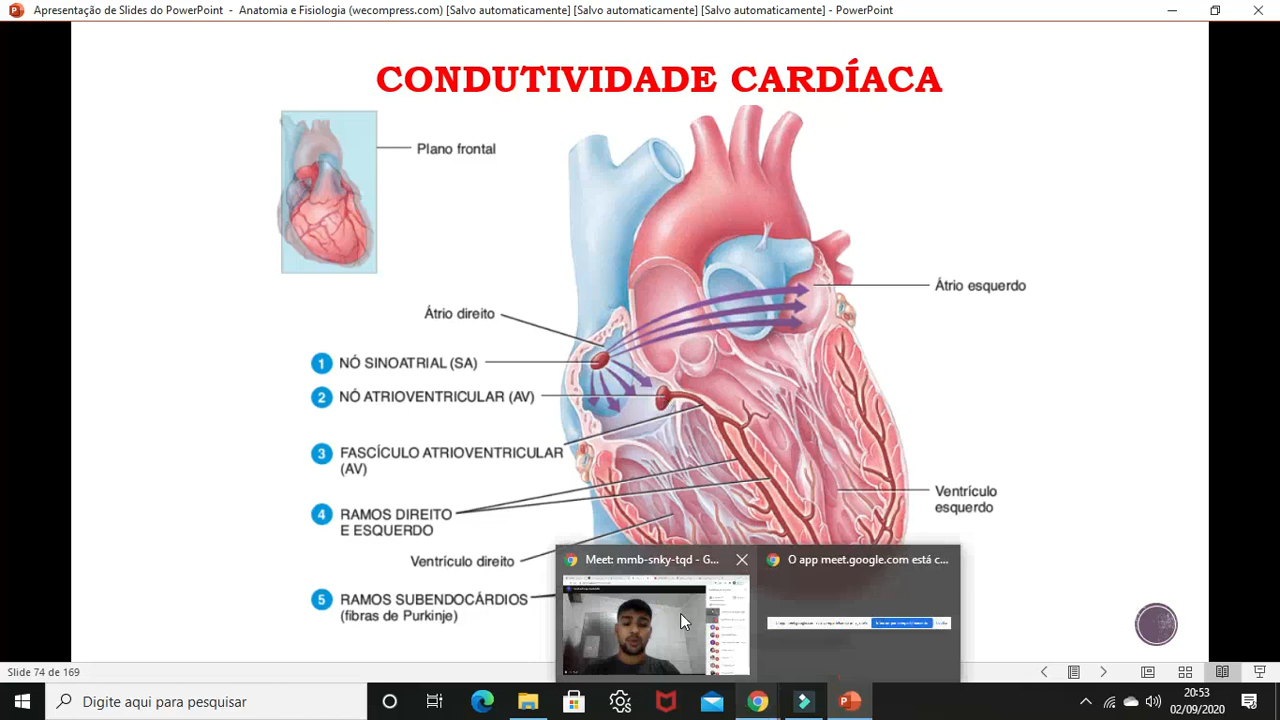 Apresentação de Slides do PowerPoint - Anatomia e Fisiologia (wecompress.com) [Salvo automaticamente] [Salvo automaticamente] [Salvo automaticamente] - PowerPoint
CONDUTIVIDADE CARDÍACA
Plano frontal
Átrio esquerdo
Átrio direito
1 NÓ SINOATRIAL (SA)
2 NÓ ATRIOVENTRICULAR (AV)
3 FASCÍCULO ATRIOVENTRICULAR
(AV)
4 RAMOS DIREITO
E ESQUERDO
Ventrículo
esquerdo
Ventrículo direito
5 RAMOS SUBENDOCÁRDIOS
(fibras de Purkinje)
Meet: mmb-snky-tqd - G...
O app meet.google.com está c...
Slide 74 de 169
Digite aqui para pesquisar
20:53
02/09/2020